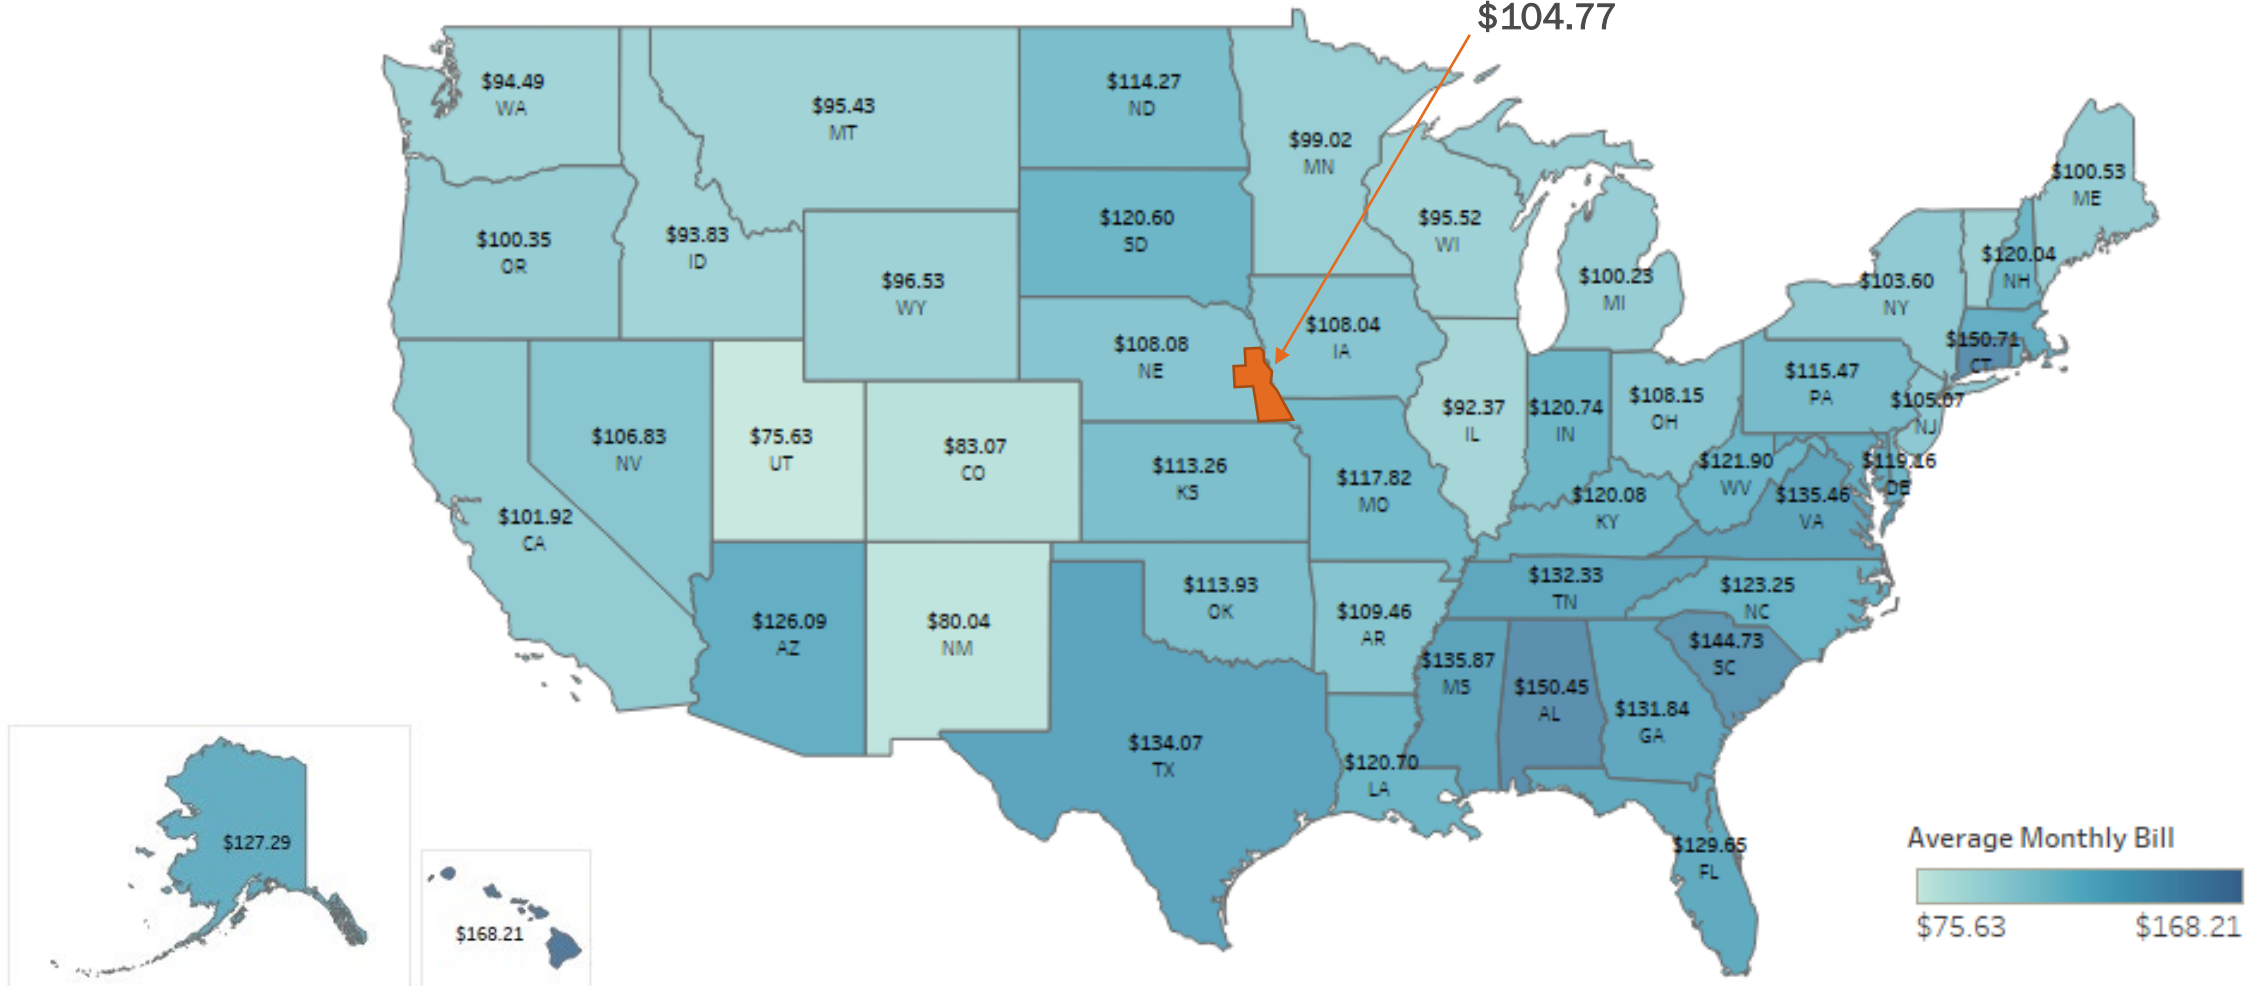 $104.77
$94.49
WA
$95.43
MT
$114.27
ND
$99.02
MN
$100.53
ME
$100.35
OR
$93.83
ID
$120.60
SD
$95.52
WI
$120.04
NH
$96.53
WY
$100.23
MI
$103.60
NY
$108.08
NE
$108.04
IA
$150.71
CT
$115.47
PA
$105.07
NJ
$106.83
NV
$75.63
UT
$83.07
CO
$92.37
IL
$120.74
IN
$108.15
OH
$113.26
KS
$117.82
MO
$121.90
WV
$119.16
DE
$120.08
KY
$135.46
VA
$101.92
CA
$113.93
OK
$132.33
TN
$123.25
NC
$126.09
AZ
$80.04
NM
$109.46
AR
$144.73
SC
$135.87
MS
$150.45
AL
$131.84
GA
$134.07
TX
$120.70
LA
$127.29
$129.65
FL
$168.21
Average Monthly Bill
$75.63
$168.21